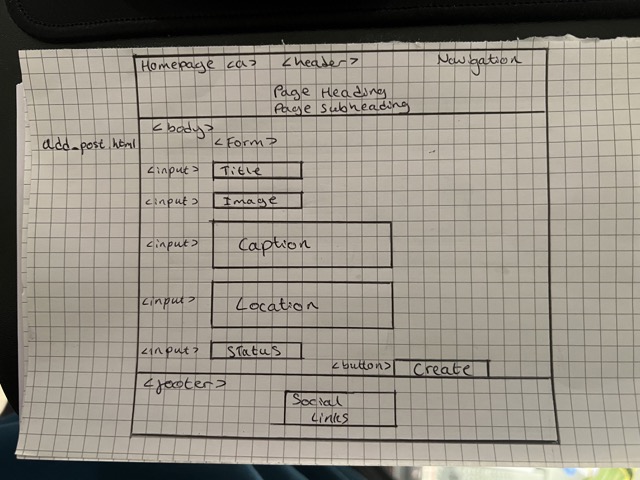 Homepage <a> <header> Navigation
Page Heading
Page Subheading
<body>
add_post.html
<Form>
<input> Title
<input> Image
<input> Caption
<input> Location
<input> Status
<button> Create
<footer>
Social
Links